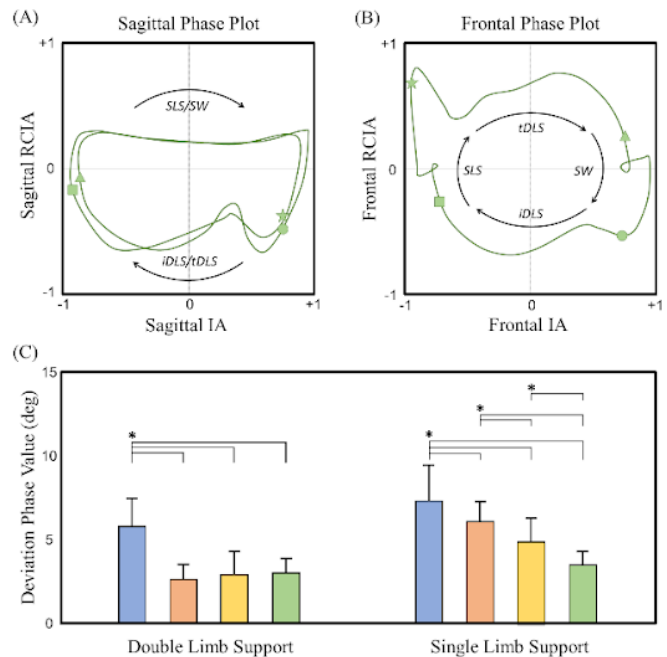 (A)
Sagittal Phase Plot
+1
Sagittal RCIA
0
-1
SLS/SW
iDLS/tDLS
-1
0
+1
Sagittal IA
(B)
Frontal Phase Plot
+1
Frontal RCIA
0
-1
tDLS
SLS
SW
iDLS
-1
0
+1
Frontal IA
(C)
Deviation Phase Value (deg)
15
10
5
0
*
*
*
*
Double Limb Support
Single Limb Support